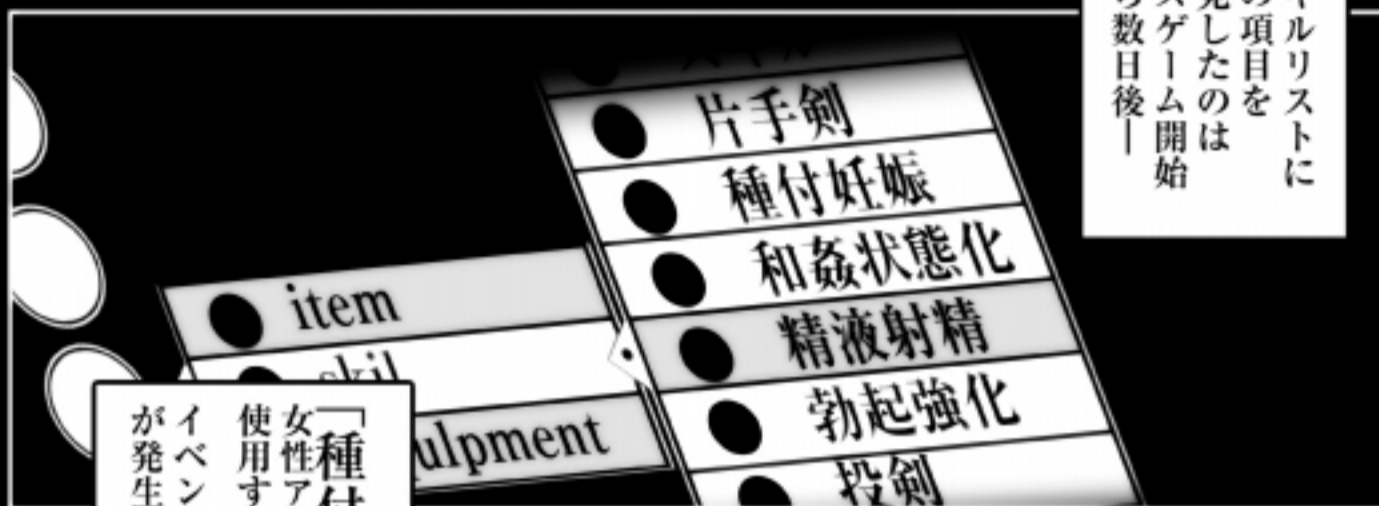 キルリストに
の項目を
見したのは
スゲーム開始
ら数日後―
片手剣
種付妊娠
和姦状態化
精液射精
勃起強化
投剣
item
skil
ulpment
「種付
女性ア
使用す
イベン
が発生